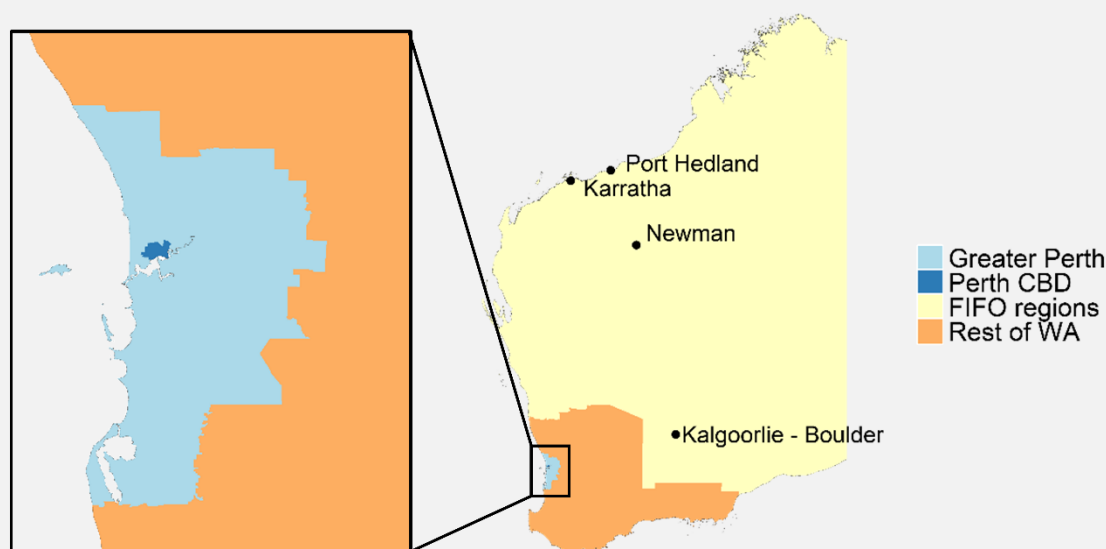 Port Hedland
Karratha
Newman
Kalgoorlie - Boulder
Greater Perth
Perth CBD
FIFO regions
Rest of WA